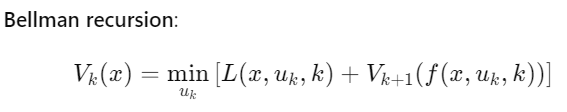 Bellman recursion:
V_k(x) = min_{u_k} [L(x, u_k, k) + V_{k+1}(f(x, u_k, k))]